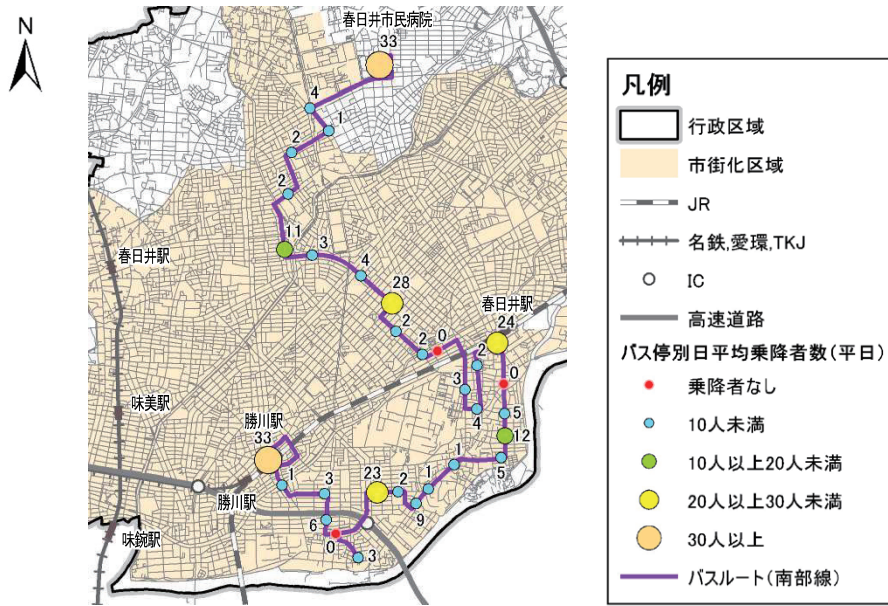 N
春日井市民病院
33
4
1
2
2
11
3
春日井駅
4
28
春日井駅
24
2
2
0
2
0
3
4
5
12
味美駅
勝川駅
33
1
3
23
2
1
1
5
9
勝川駅
6
0
3
味鋺駅
凡例
行政区域
市街化区域
JR
名鉄,愛環,TKJ
IC
高速道路
バス停別日平均乗降者数(平日)
乗降者なし
10人未満
10人以上20人未満
20人以上30人未満
30人以上
バスルート(南部線)